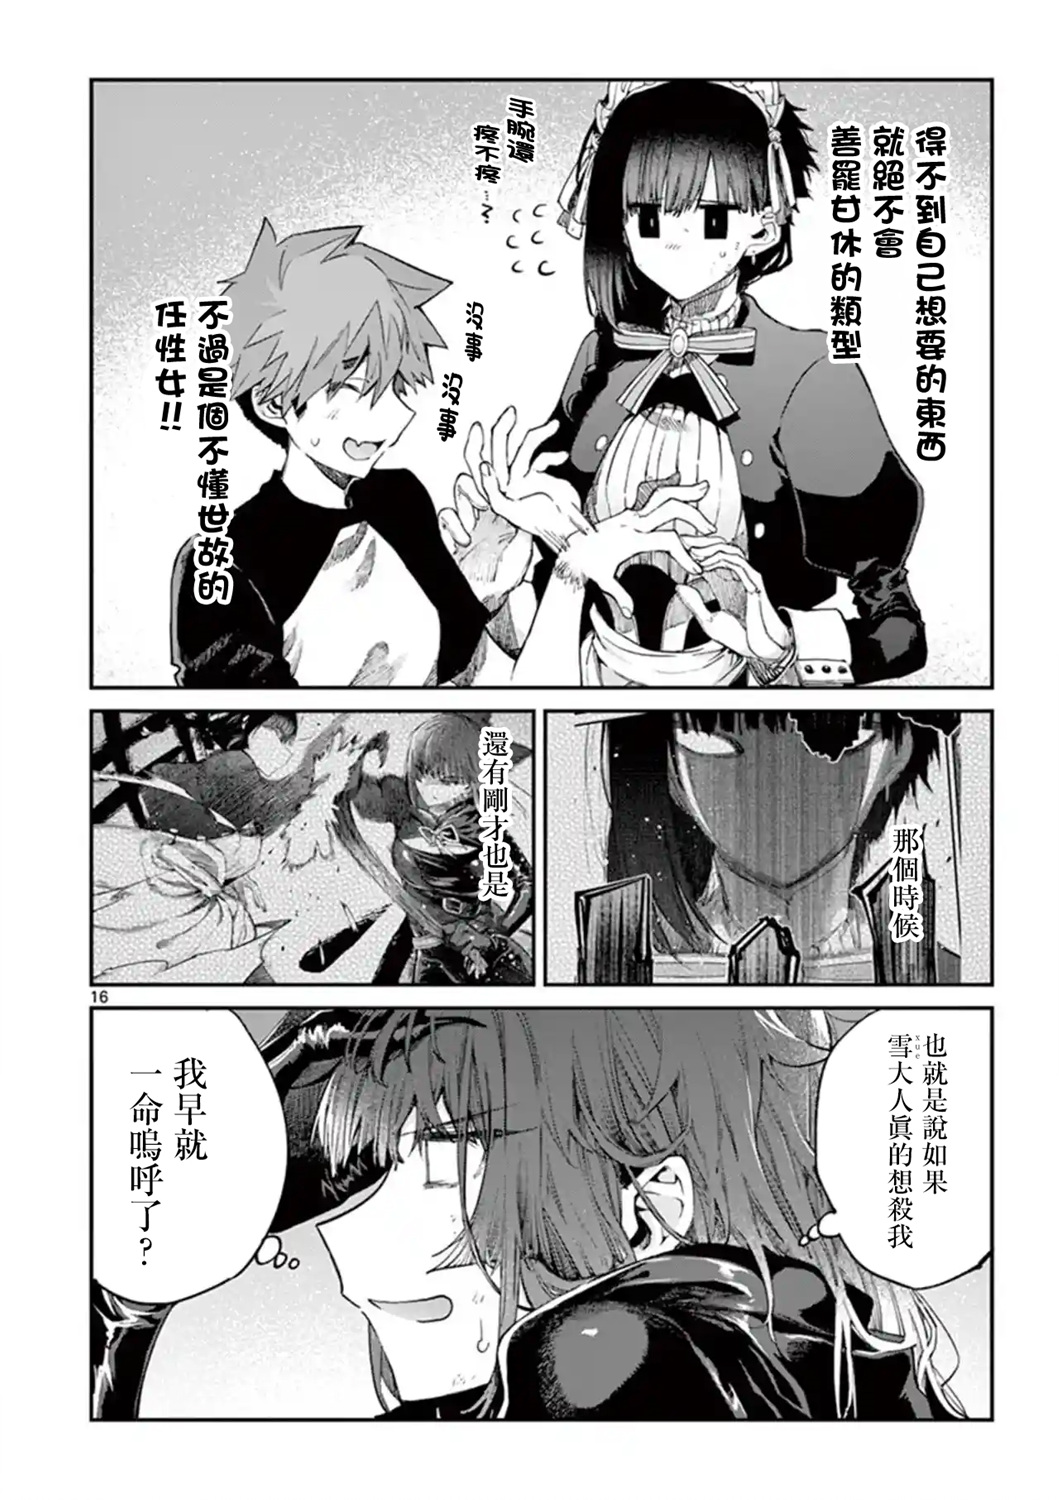 得不到自己想要的東西
就絕不會
善罷甘休的類型
手腕還
疼不疼…?
沒事
沒事
不過是個不懂世故的
任性女!!
那個時候
還有剛才也是
16
也就是說如果
雪大人眞的想殺我
xue
我早就
一命嗚呼了?